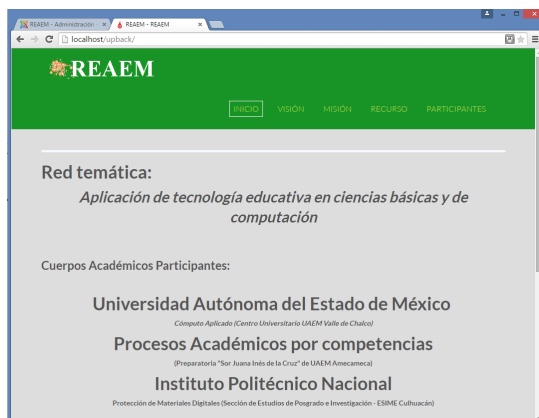 REAEM - Administración -
REAEM - REAEM
localhost/upback/
REAEM
INICIO VISIÓN MISIÓN RECURSO PARTICIPANTES
Red temática:
Aplicación de tecnología educativa en ciencias básicas y de
computación
Cuerpos Académicos Participantes:
Universidad Autónoma del Estado de México
Cómputo Aplicado (Centro Universitario UAEM Valle de Chalco)
Procesos Académicos por competencias
(Preparatoria "Sor Juana Inés de la Cruz" de UAEM Amecameca)
Instituto Politécnico Nacional
Protección de Materiales Digitales (Sección de Estudios de Posgrado e Investigación - ESIME Culhuacán)